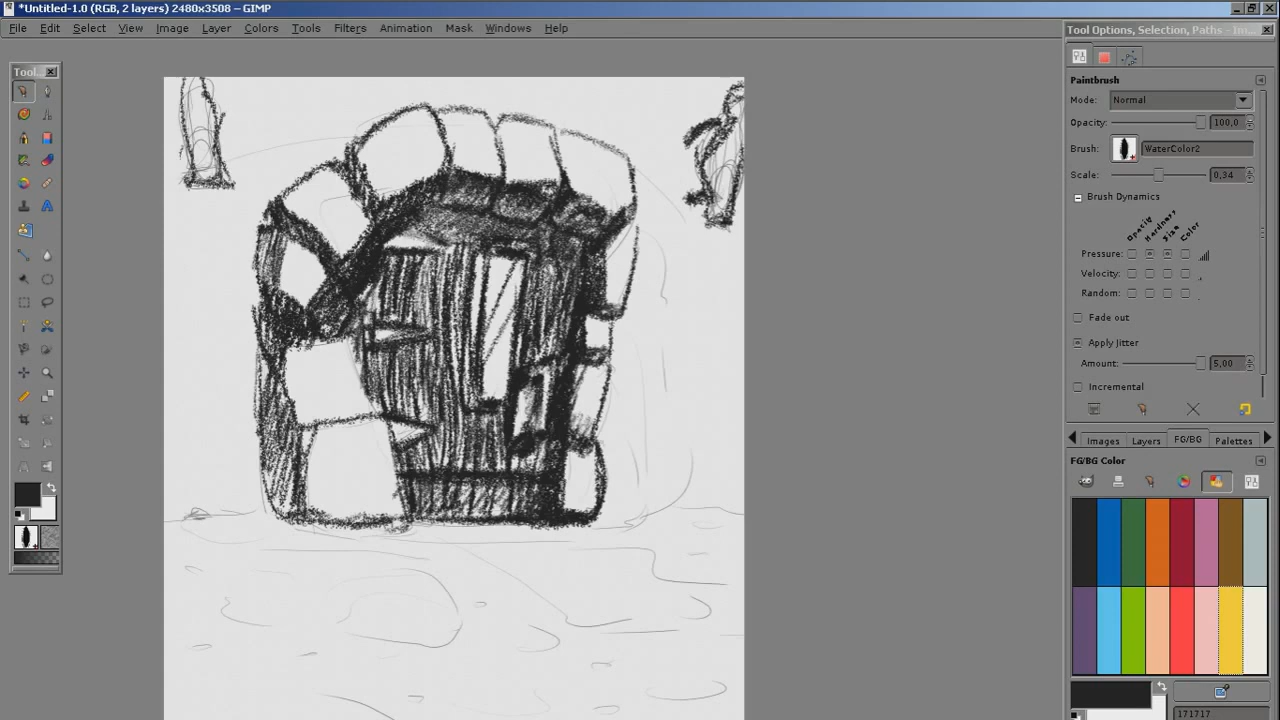 *Untitled-1.0 (RGB, 2 layers) 2480x3508 – GIMP
File Edit Select View Image Layer Colors Tools Filters Animation Mask Windows Help
Tool Options, Selection, Paths - Im...
Tool...
Paintbrush
Mode: Normal
Opacity: 100,0
Brush: WaterColor2
Scale: 0,34
Brush Dynamics
Opacity Hardness Size Color
Pressure:
Velocity:
Random:
Fade out
Apply Jitter
Amount: 5,00
Incremental
Images Layers FG/BG Palettes
FG/BG Color
171717